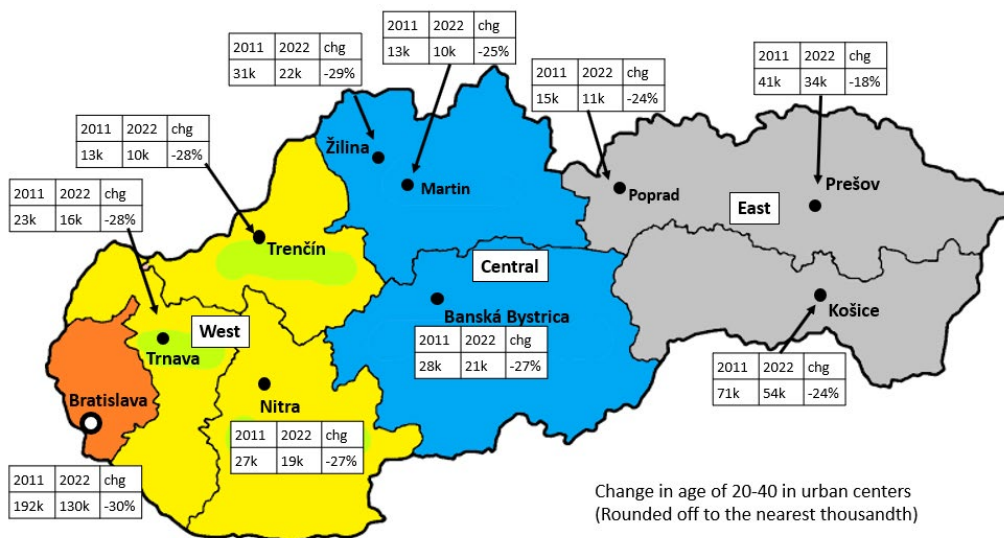 2011 2022 chg
13k 10k -25%
2011 2022 chg
31k 22k -29%
2011 2022 chg
41k 34k -18%
2011 2022 chg
15k 11k -24%
2011 2022 chg
13k 10k -28%
Žilina
Martin
Poprad
Prešov
East
2011 2022 chg
23k 16k -28%
Trenčín
Central
Banská Bystrica
2011 2022 chg
28k 21k -27%
Košice
2011 2022 chg
71k 54k -24%
West
Trnava
Bratislava
Nitra
2011 2022 chg
27k 19k -27%
2011 2022 chg
192k 130k -30%
Change in age of 20-40 in urban centers
(Rounded off to the nearest thousandth)